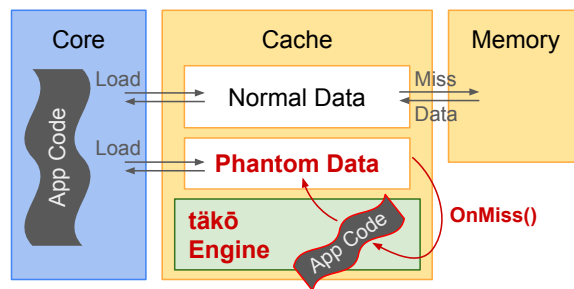 Core
Cache
Memory
Load
Normal Data
Miss
Data
Load
Phantom Data
App Code
täkō
Engine
App Code
OnMiss()